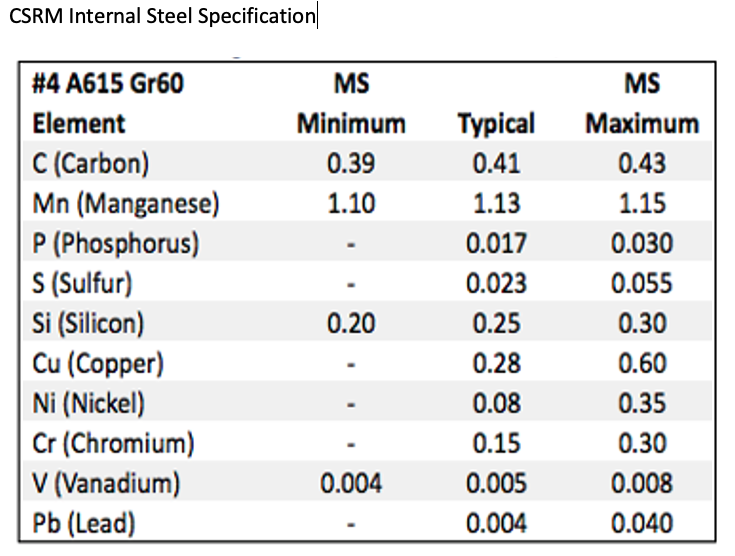 CSRM Internal Steel Specification
#4 A615 Gr60 MS MS
Element Minimum Typical Maximum
C (Carbon) 0.39 0.41 0.43
Mn (Manganese) 1.10 1.13 1.15
P (Phosphorus) - 0.017 0.030
S (Sulfur) - 0.023 0.055
Si (Silicon) 0.20 0.25 0.30
Cu (Copper) - 0.28 0.60
Ni (Nickel) - 0.08 0.35
Cr (Chromium) - 0.15 0.30
V (Vanadium) 0.004 0.005 0.008
Pb (Lead) - 0.004 0.040